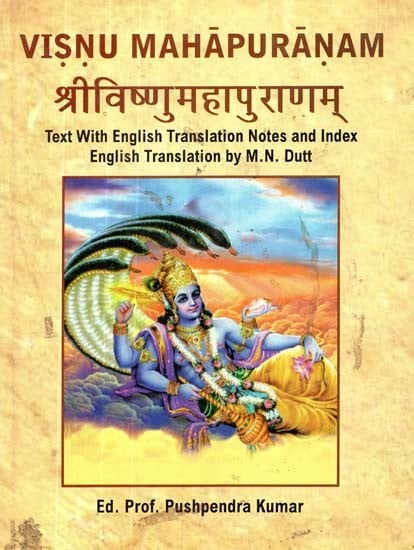 VIṢṆU MAHĀPURĀṆAM
श्रीविष्णुमहापुराणम्
Text With English Translation Notes and Index
English Translation by M.N. Dutt
Ed. Prof. Pushpendra Kumar